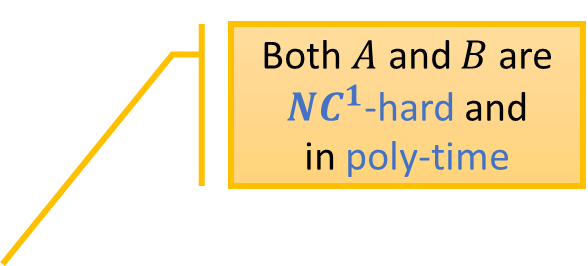 Both A and B are
NC¹-hard and
in poly-time